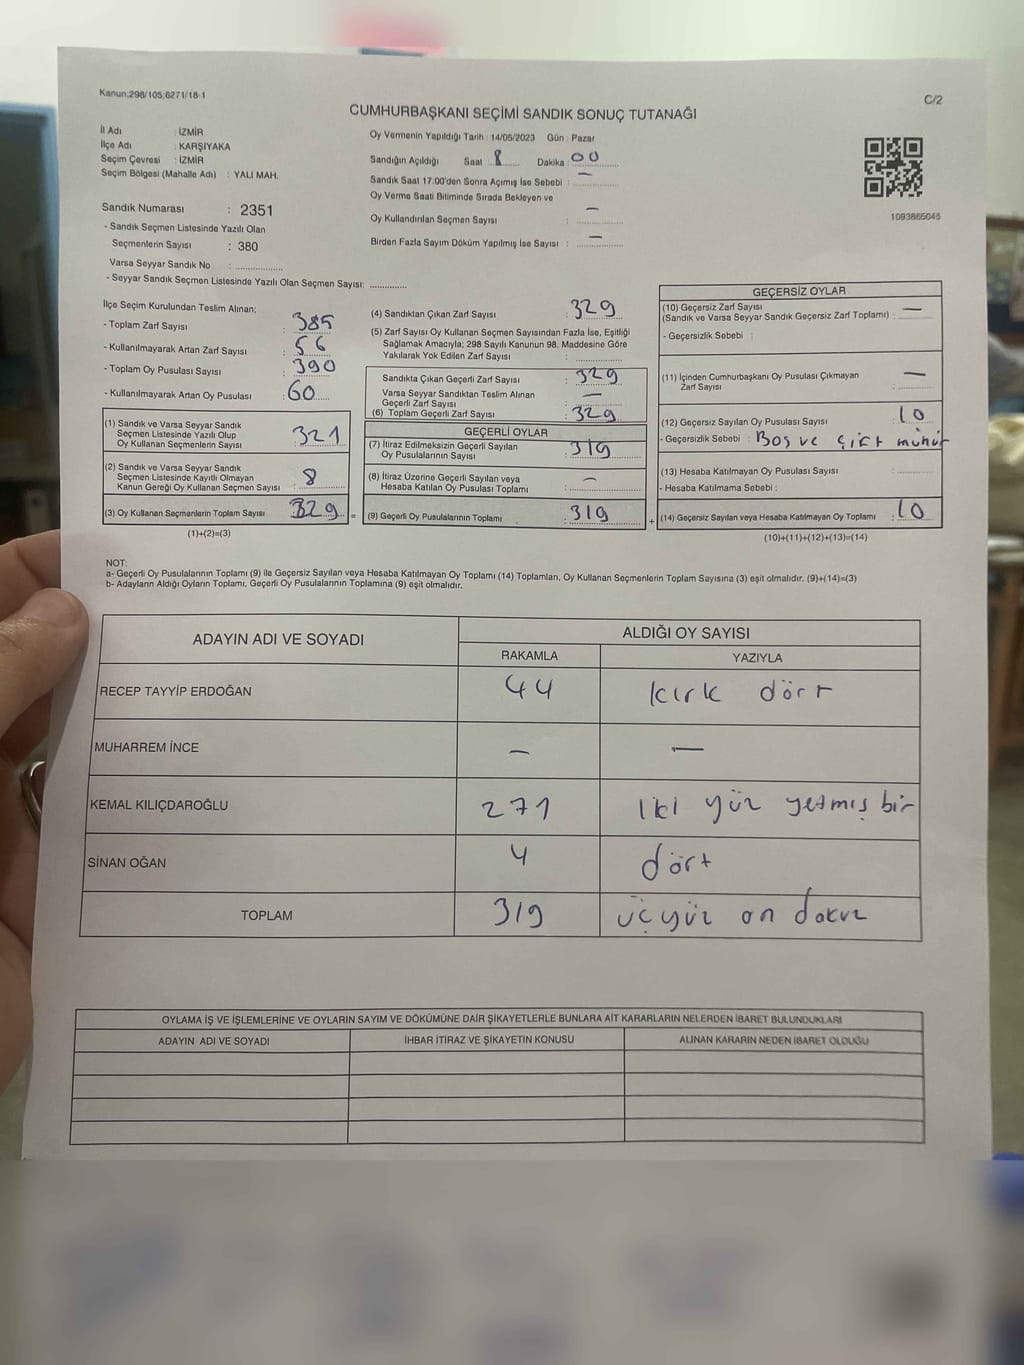 Kanun;298/105;6271/18-1
C/2
CUMHURBAŞKANI SEÇİMİ SANDIK SONUÇ TUTANAĞI
İl Adı : İZMİR
İlçe Adı : KARŞIYAKA
Seçim Çevresi : İZMİR
Seçim Bölgesi (Mahalle Adı) : YALI MAH.
Sandık Numarası : 2351
- Sandık Seçmen Listesinde Yazılı Olan
Seçmenlerin Sayısı : 380
Varsa Seyyar Sandık No : ...............
- Seyyar Sandık Seçmen Listesinde Yazılı Olan Seçmen Sayısı: ............
Oy Vermenin Yapıldığı Tarih : 14/05/2023 Gün : Pazar
Sandığın Açıldığı Saat : 8 Dakika : 00
Sandık Saat 17.00'den Sonra Açımış İse Sebebi : —
Oy Verme Saati Bitiminde Sırada Bekleyen ve
Oy Kullandırılan Seçmen Sayısı : —
Birden Fazla Sayım Döküm Yapılmış İse Sayısı : —
1093865045
İlçe Seçim Kurulundan Teslim Alınan;
- Toplam Zarf Sayısı : 385
- Kullanılmayarak Artan Zarf Sayısı : 56
- Toplam Oy Pusulası Sayısı : 390
- Kullanılmayarak Artan Oy Pusulası : 60
(1) Sandık ve Varsa Seyyar Sandık
Seçmen Listesinde Yazılı Olup
Oy Kullanan Seçmenlerin Sayısı : 321
(2) Sandık ve Varsa Seyyar Sandık
Seçmen Listesinde Kayıtlı Olmayan
Kanun Gereği Oy Kullanan Seçmen Sayısı : 8
(3) Oy Kullanan Seçmenlerin Toplam Sayısı : 329 =
(1)+(2)=(3)
(4) Sandıktan Çıkan Zarf Sayısı : 329
(5) Zarf Sayısı Oy Kullanan Seçmen Sayısından Fazla İse, Eşitliği
Sağlamak Amacıyla; 298 Sayılı Kanunun 98. Maddesine Göre
Yakılarak Yok Edilen Zarf Sayısı : ............
Sandıkta Çıkan Geçerli Zarf Sayısı : 329
Varsa Seyyar Sandıktan Teslim Alınan
Geçerli Zarf Sayısı : —
(6) Toplam Geçerli Zarf Sayısı : 329
GEÇERLİ OYLAR
(7) İtiraz Edilmeksizin Geçerli Sayılan
Oy Pusulalarının Sayısı : 319
(8) İtiraz Üzerine Geçerli Sayılan veya
Hesaba Katılan Oy Pusulası Toplamı : —
(9) Geçerli Oy Pusulalarının Toplamı : 319 +
GEÇERSİZ OYLAR
(10) Geçersiz Zarf Sayısı
(Sandık ve Varsa Seyyar Sandık Geçersiz Zarf Toplamı) : —
- Geçersizlik Sebebi :
(11) İçinden Cumhurbaşkanı Oy Pusulası Çıkmayan
Zarf Sayısı : —
(12) Geçersiz Sayılan Oy Pusulası Sayısı : 10
- Geçersizlik Sebebi : Boş ve çift mühür
(13) Hesaba Katılmayan Oy Pusulası Sayısı : ............
- Hesaba Katılmama Sebebi :
(14) Geçersiz Sayılan veya Hesaba Katılmayan Oy Toplamı : 10
(10)+(11)+(12)+(13)=(14)
NOT:
a- Geçerli Oy Pusulalarının Toplamı (9) ile Geçersiz Sayılan veya Hesaba Katılmayan Oy Toplamı (14) Toplamları, Oy Kullanan Seçmenlerin Toplam Sayısına (3) eşit olmalıdır. (9)+(14)=(3)
b- Adayların Aldığı Oyların Toplamı, Geçerli Oy Pusulalarının Toplamına (9) eşit olmalıdır.
ADAYIN ADI VE SOYADI ALDIĞI OY SAYISI
RAKAMLA YAZIYLA
RECEP TAYYİP ERDOĞAN 44 kırk dört
MUHARREM İNCE — —
KEMAL KILIÇDAROĞLU 271 iki yüz yetmiş bir
SİNAN OĞAN 4 dört
TOPLAM 319 üçyüz on dokuz
OYLAMA İŞ VE İŞLEMLERİNE VE OYLARIN SAYIM VE DÖKÜMÜNE DAİR ŞİKAYETLERLE BUNLARA AİT KARARLARIN NELERDEN İBARET BULUNDUKLARI
ADAYIN ADI VE SOYADI İHBAR İTİRAZ VE ŞİKAYETİN KONUSU ALINAN KARARIN NEDEN İBARET OLDUĞU